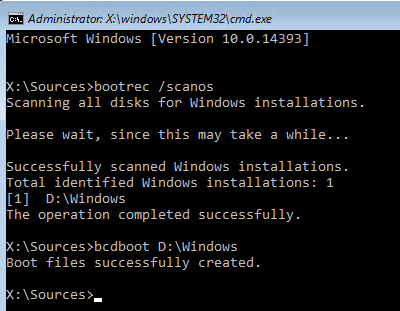 Administrator: X:\windows\SYSTEM32\cmd.exe
Microsoft Windows [Version 10.0.14393]
X:\Sources>bootrec /scanos
Scanning all disks for Windows installations.
Please wait, since this may take a while...
Successfully scanned Windows installations.
Total identified Windows installations: 1
[1]  D:\Windows
The operation completed successfully.
X:\Sources>bcdboot D:\Windows
Boot files successfully created.
X:\Sources>